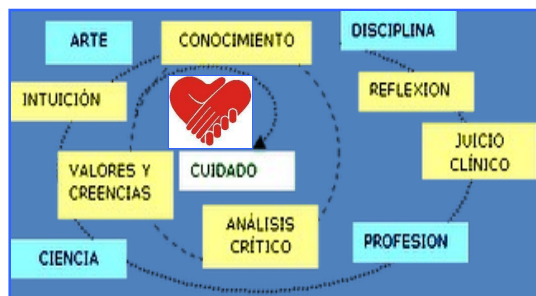 ARTE
CONOCIMIENTO
DISCIPLINA
INTUICIÓN
REFLEXION
JUICIO
CLÍNICO
VALORES Y
CREENCIAS
CUIDADO
ANÁLISIS
CRÍTICO
PROFESION
CIENCIA